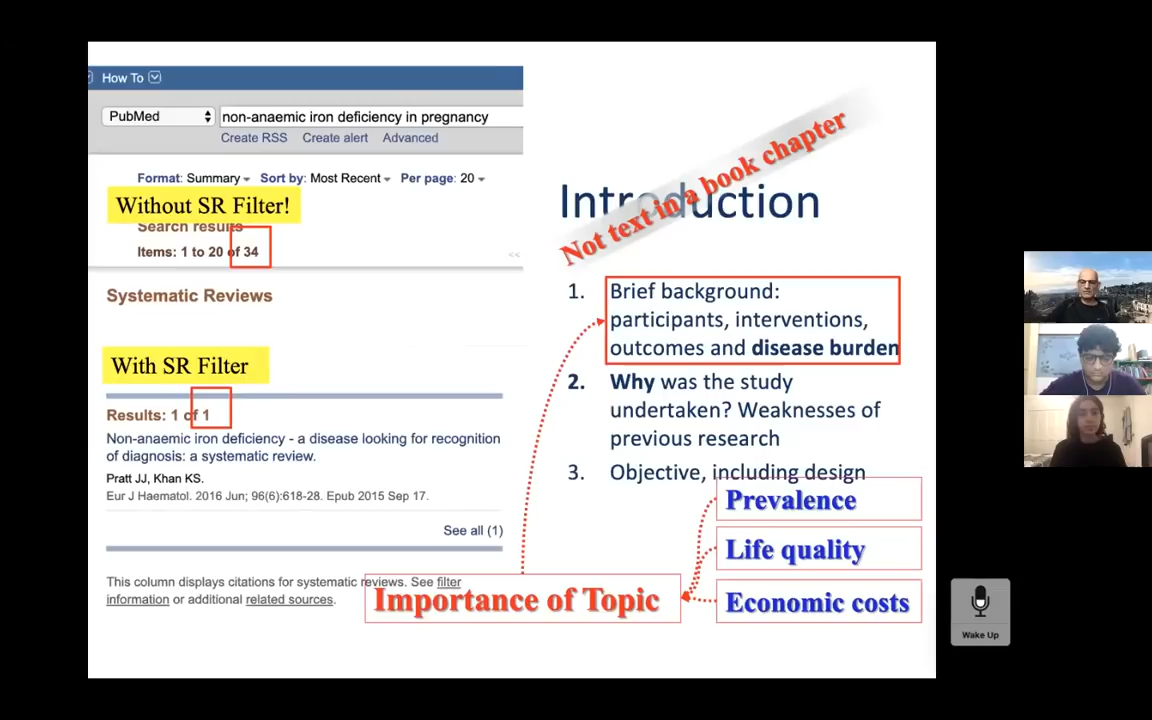 How To
PubMed
non-anaemic iron deficiency in pregnancy
Create RSS Create alert Advanced
Format: Summary Sort by: Most Recent Per page: 20
Without SR Filter!
Search results
Items: 1 to 20 of 34
<<
Systematic Reviews
With SR Filter
Results: 1 of 1
Non-anaemic iron deficiency - a disease looking for recognition
of diagnosis: a systematic review.
Pratt JJ, Khan KS.
Eur J Haematol. 2016 Jun; 96(6):618-28. Epub 2015 Sep 17.
See all (1)
This column displays citations for systematic reviews. See filter
information or additional related sources.
Introduction
Not text in a book chapter
1. Brief background:
participants, interventions,
outcomes and disease burden
2. Why was the study
undertaken? Weaknesses of
previous research
3. Objective, including design
Prevalence
Life quality
Economic costs
Importance of Topic
Wake Up